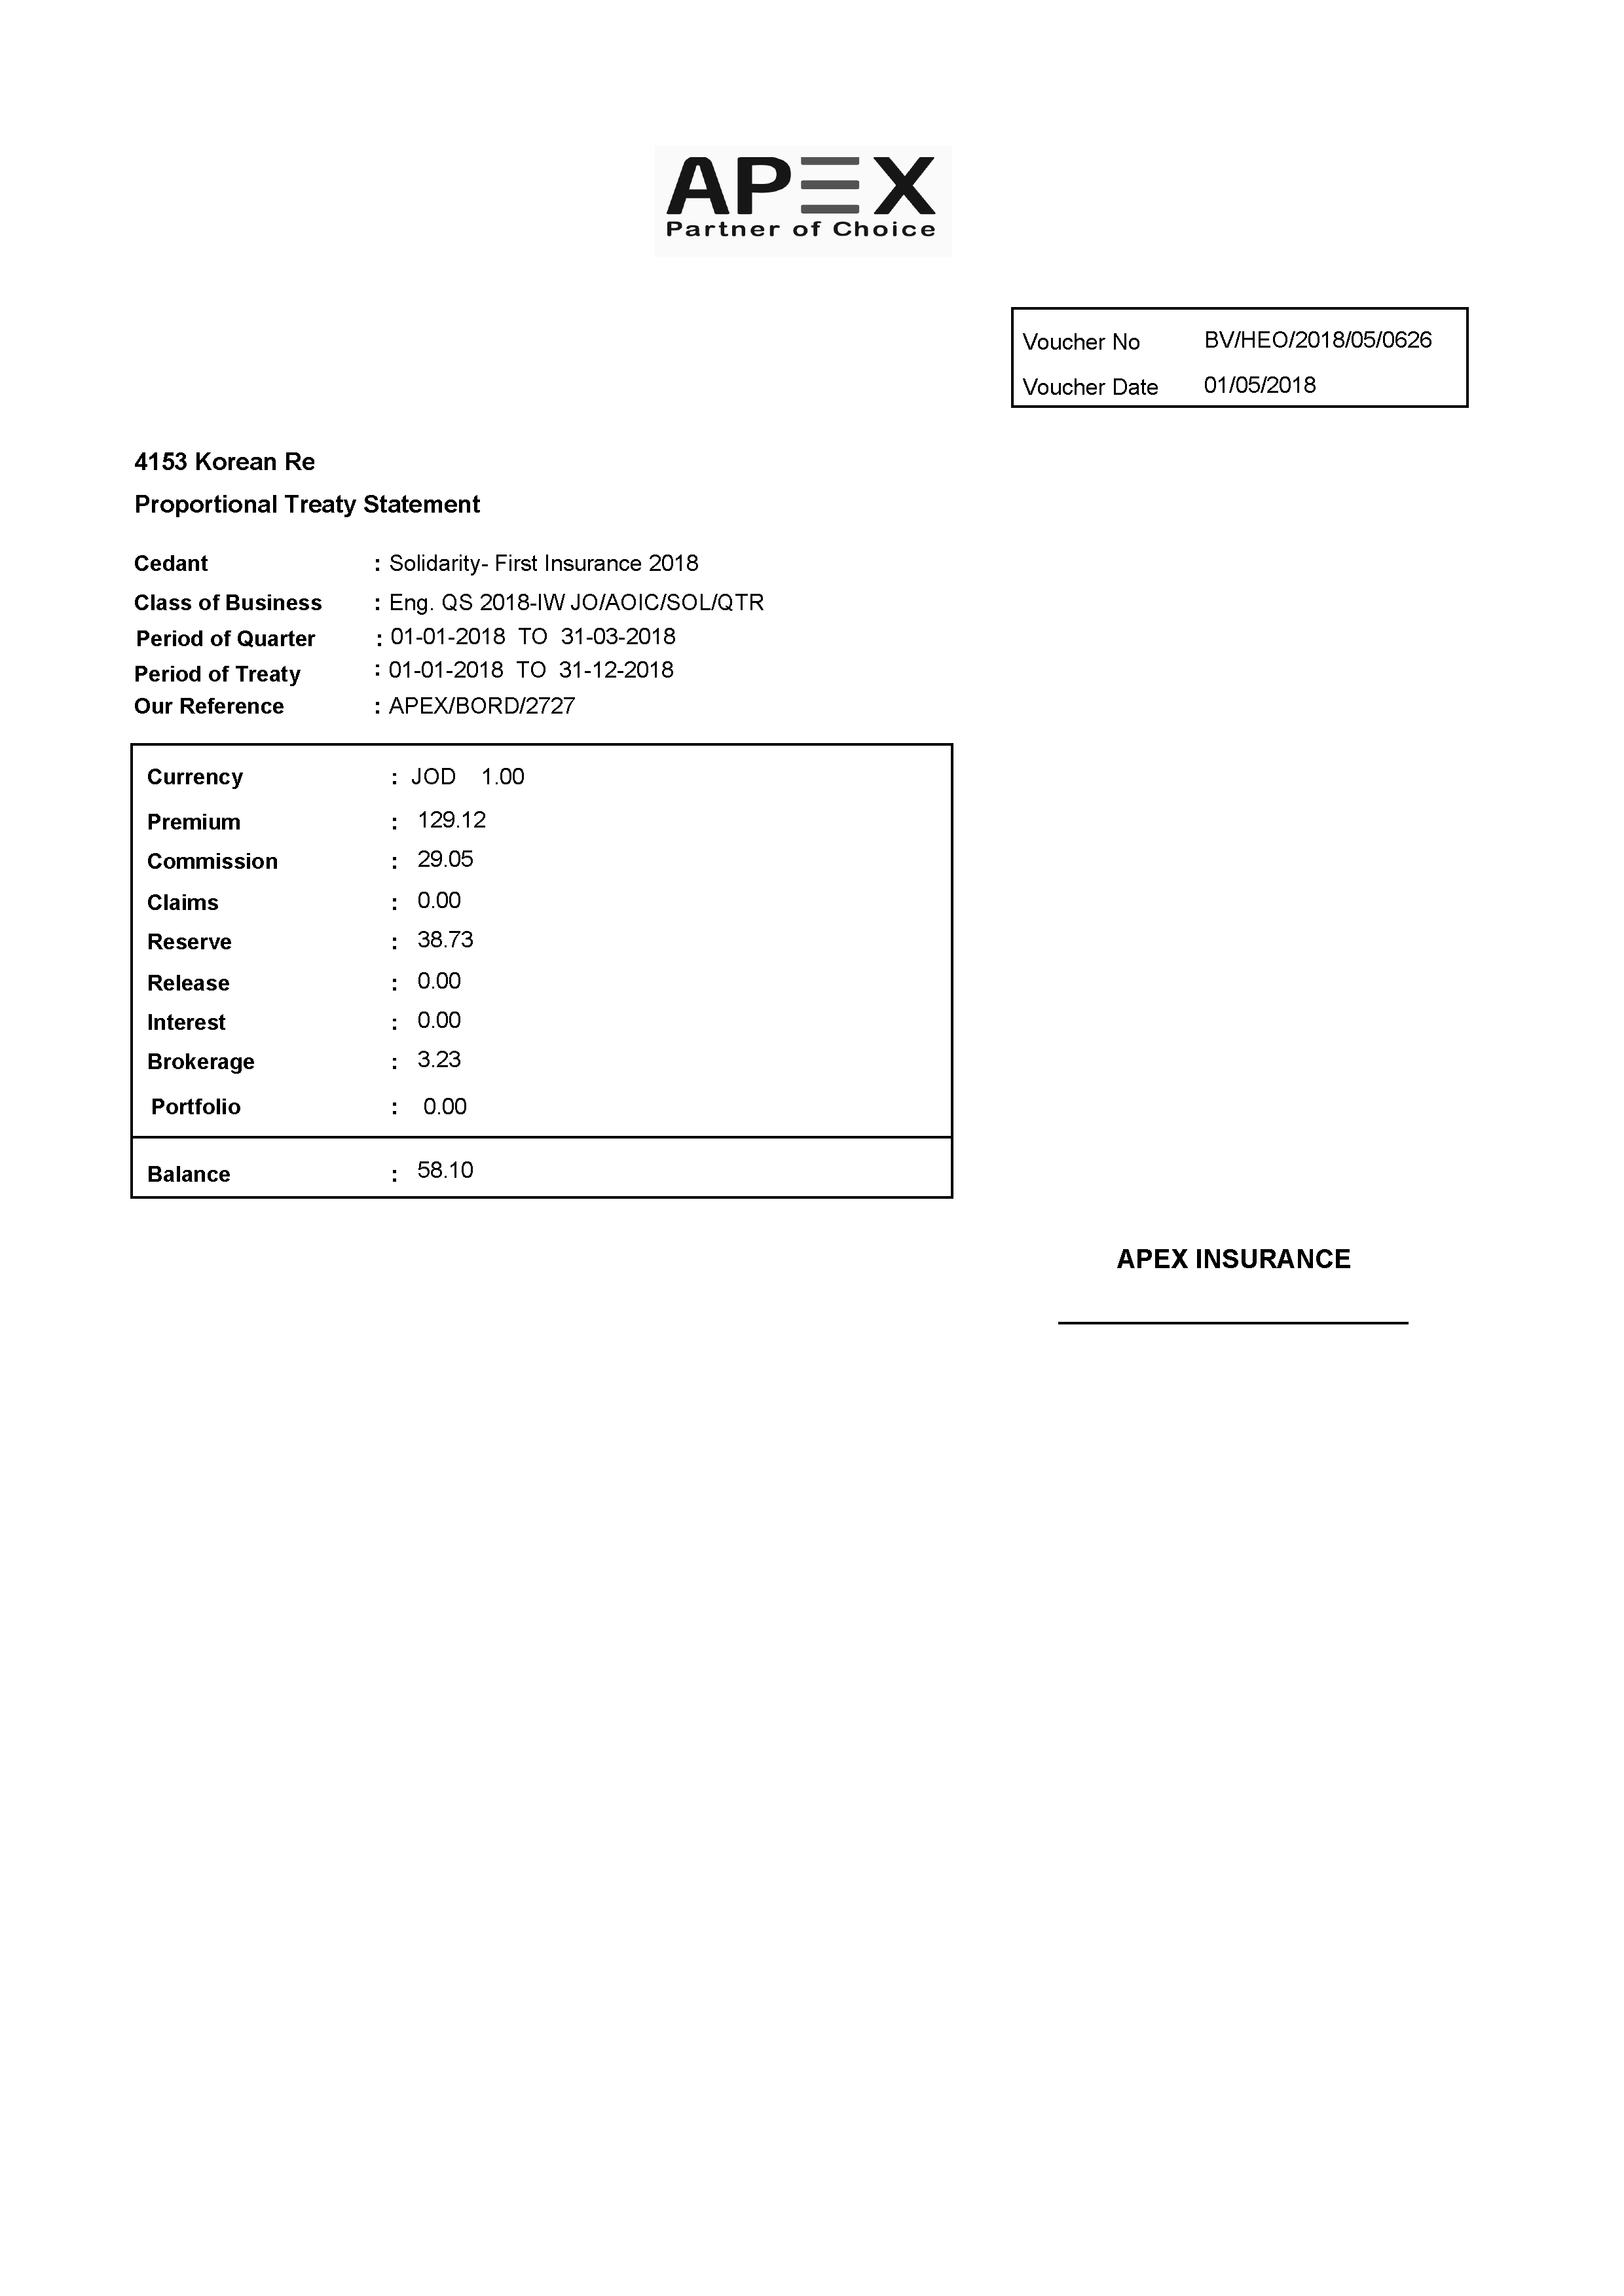 APEX
Partner of Choice
Voucher No BV/HEO/2018/05/0626
Voucher Date 01/05/2018
4153 Korean Re
Proportional Treaty Statement
Cedant : Solidarity- First Insurance 2018
Class of Business : Eng. QS 2018-IW JO/AOIC/SOL/QTR
Period of Quarter : 01-01-2018 TO 31-03-2018
Period of Treaty : 01-01-2018 TO 31-12-2018
Our Reference : APEX/BORD/2727
Currency : JOD 1.00
Premium : 129.12
Commission : 29.05
Claims : 0.00
Reserve : 38.73
Release : 0.00
Interest : 0.00
Brokerage : 3.23
Portfolio : 0.00
Balance : 58.10
APEX INSURANCE